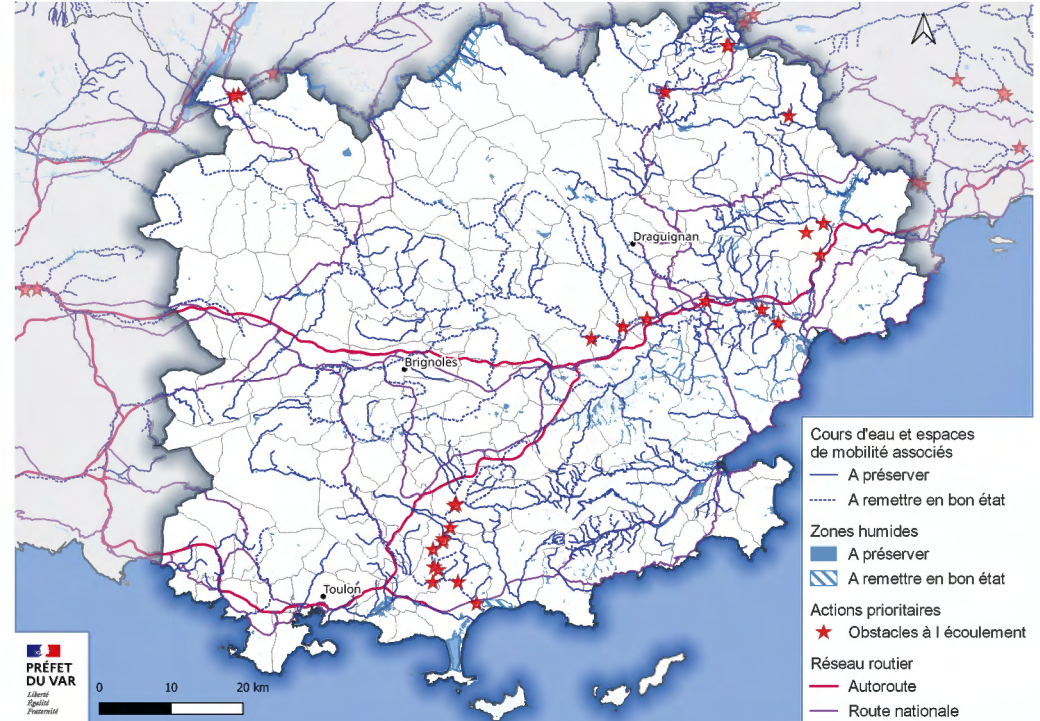 Draguignan
Brignoles
Toulon
Cours d'eau et espaces
de mobilité associés
A préserver
A remettre en bon état
Zones humides
A préserver
A remettre en bon état
Actions prioritaires
Obstacles à l écoulement
Réseau routier
Autoroute
Route nationale
PRÉFET
DU VAR
Liberté
Égalité
Fraternité
0 10 20 km